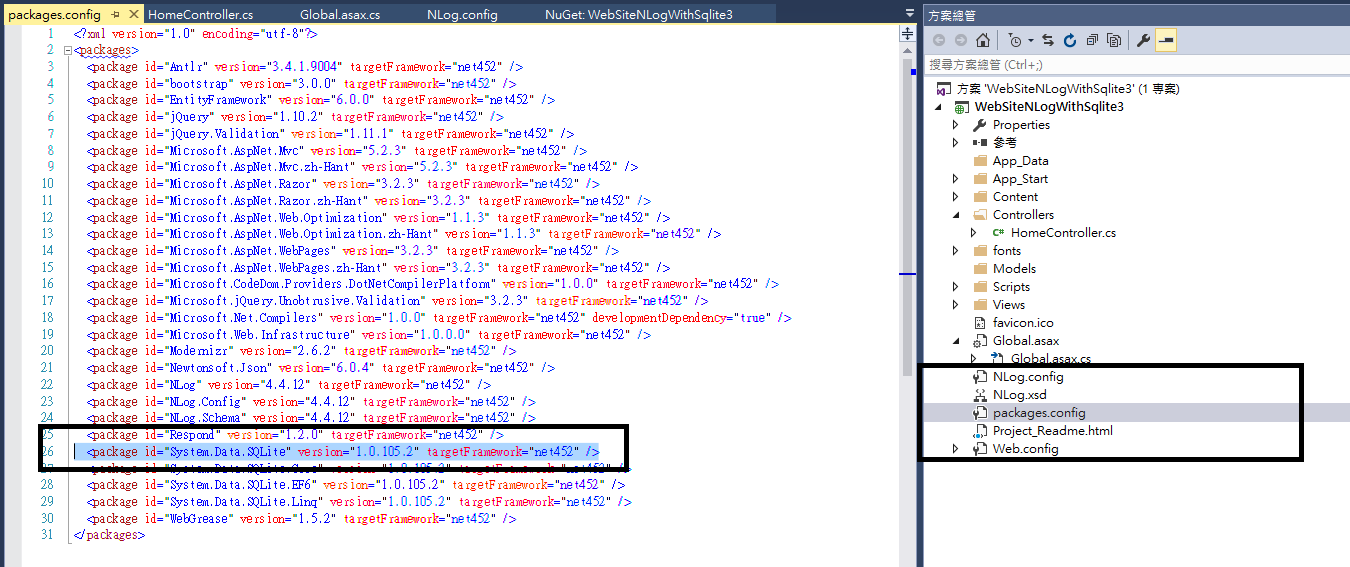 packages.config
HomeController.cs
Global.asax.cs
NLog.config
NuGet: WebSiteNLogWithSqlite3
1 <?xml version="1.0" encoding="utf-8"?>
2 <packages>
3 <package id="Antlr" version="3.4.1.9004" targetFramework="net452" />
4 <package id="bootstrap" version="3.0.0" targetFramework="net452" />
5 <package id="EntityFramework" version="6.0.0" targetFramework="net452" />
6 <package id="jQuery" version="1.10.2" targetFramework="net452" />
7 <package id="jQuery.Validation" version="1.11.1" targetFramework="net452" />
8 <package id="Microsoft.AspNet.Mvc" version="5.2.3" targetFramework="net452" />
9 <package id="Microsoft.AspNet.Mvc.zh-Hant" version="5.2.3" targetFramework="net452" />
10 <package id="Microsoft.AspNet.Razor" version="3.2.3" targetFramework="net452" />
11 <package id="Microsoft.AspNet.Razor.zh-Hant" version="3.2.3" targetFramework="net452" />
12 <package id="Microsoft.AspNet.Web.Optimization" version="1.1.3" targetFramework="net452" />
13 <package id="Microsoft.AspNet.Web.Optimization.zh-Hant" version="1.1.3" targetFramework="net452" />
14 <package id="Microsoft.AspNet.WebPages" version="3.2.3" targetFramework="net452" />
15 <package id="Microsoft.AspNet.WebPages.zh-Hant" version="3.2.3" targetFramework="net452" />
16 <package id="Microsoft.CodeDom.Providers.DotNetCompilerPlatform" version="1.0.0" targetFramework="net452" />
17 <package id="Microsoft.jQuery.Unobtrusive.Validation" version="3.2.3" targetFramework="net452" />
18 <package id="Microsoft.Net.Compilers" version="1.0.0" targetFramework="net452" developmentDependency="true" />
19 <package id="Microsoft.Web.Infrastructure" version="1.0.0.0" targetFramework="net452" />
20 <package id="Modernizr" version="2.6.2" targetFramework="net452" />
21 <package id="Newtonsoft.Json" version="6.0.4" targetFramework="net452" />
22 <package id="NLog" version="4.4.12" targetFramework="net452" />
23 <package id="NLog.Config" version="4.4.12" targetFramework="net452" />
24 <package id="NLog.Schema" version="4.4.12" targetFramework="net452" />
25 <package id="Respond" version="1.2.0" targetFramework="net452" />
26 <package id="System.Data.SQLite" version="1.0.105.2" targetFramework="net452" />
27 <package id="System.Data.SQLite.Core" version="1.0.105.2" targetFramework="net452" />
28 <package id="System.Data.SQLite.EF6" version="1.0.105.2" targetFramework="net452" />
29 <package id="System.Data.SQLite.Linq" version="1.0.105.2" targetFramework="net452" />
30 <package id="WebGrease" version="1.5.2" targetFramework="net452" />
31 </packages>
方案總管
搜尋方案總管 (Ctrl+;)
方案 'WebSiteNLogWithSqlite3' (1 專案)
WebSiteNLogWithSqlite3
Properties
參考
App_Data
App_Start
Content
Controllers
C# HomeController.cs
fonts
Models
Scripts
Views
favicon.ico
Global.asax
Global.asax.cs
NLog.config
NLog.xsd
packages.config
Project_Readme.html
Web.config